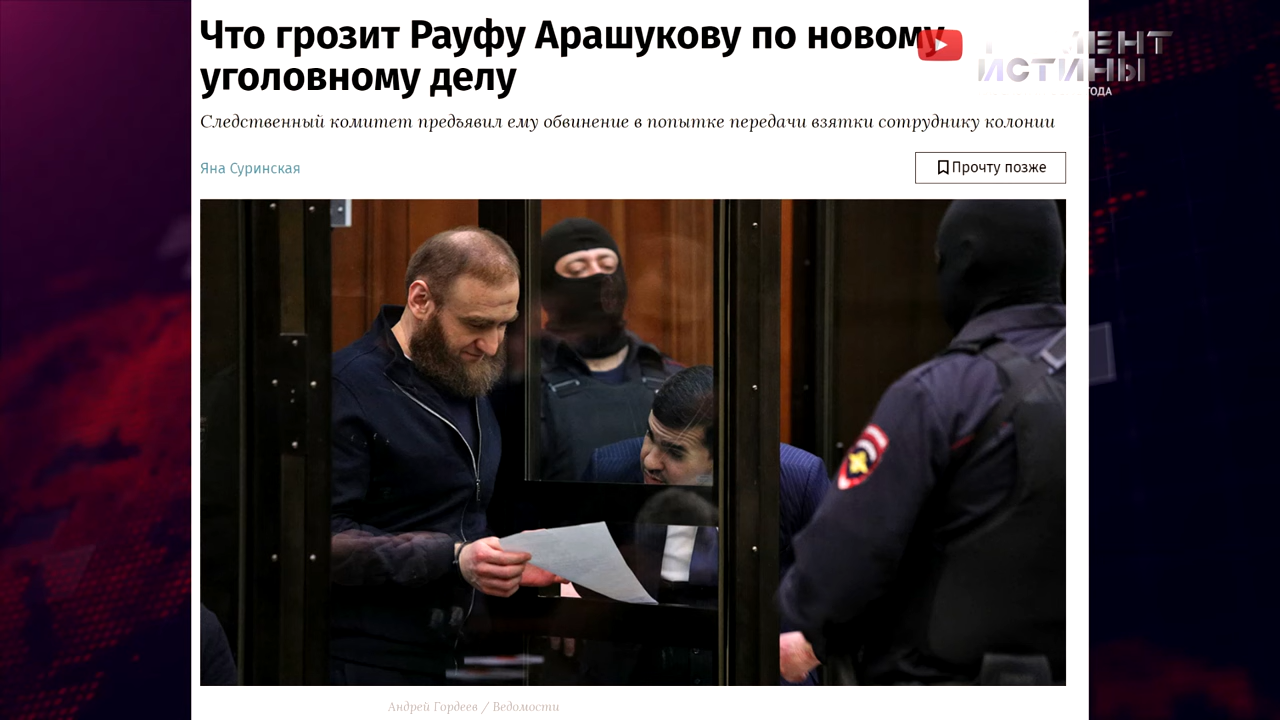 Что грозит Рауфу Арашукову по новому
уголовному делу
Следственный комитет предъявил ему обвинение в попытке передачи взятки сотруднику колонии
Яна Суринская
Прочту позже
ИСТИНЫ
Андрей Гордеев / Ведомости